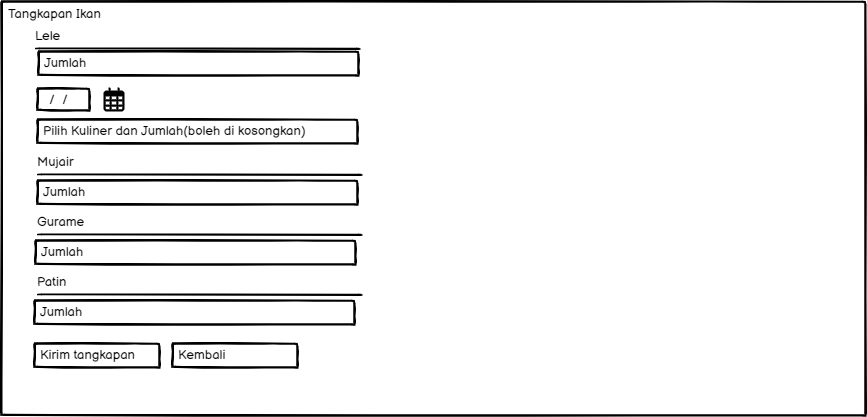 Tangkapan Ikan
Lele
Jumlah
/ /
Pilih Kuliner dan Jumlah(boleh di kosongkan)
Mujair
Jumlah
Gurame
Jumlah
Patin
Jumlah
Kirim tangkapan Kembali